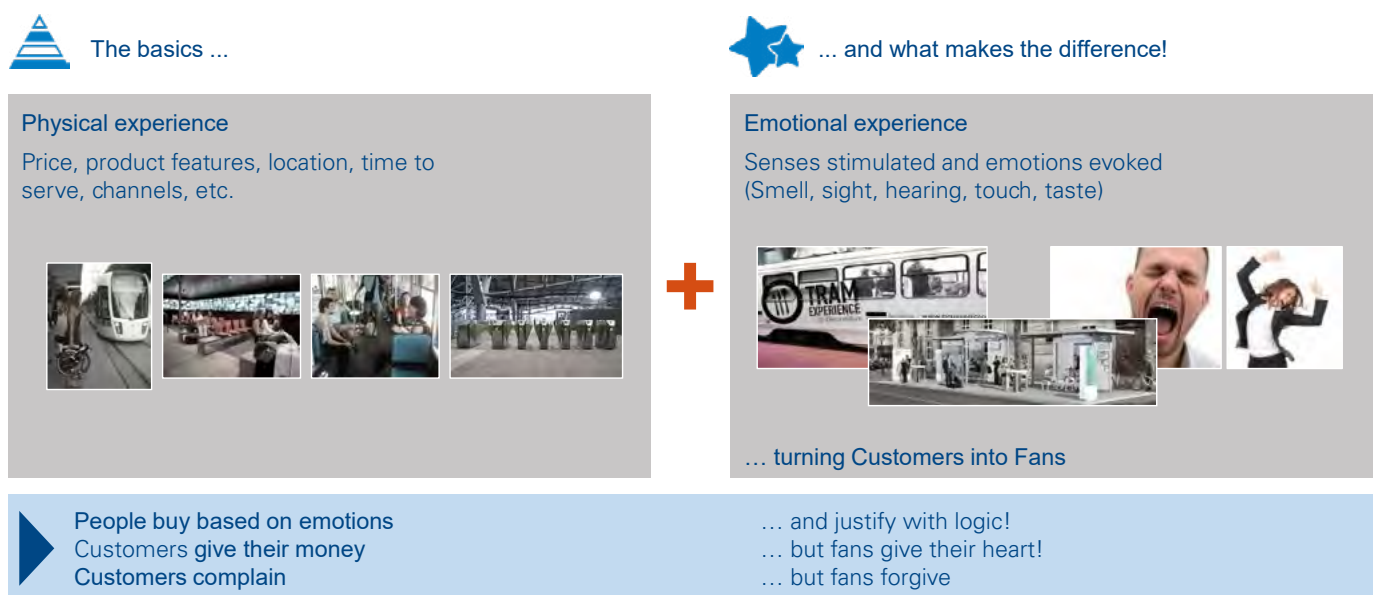 The basics ...
... and what makes the difference!
Physical experience
Price, product features, location, time to
serve, channels, etc.
Emotional experience
Senses stimulated and emotions evoked
(Smell, sight, hearing, touch, taste)
TRAM
EXPERIENCE
… turning Customers into Fans
People buy based on emotions
… and justify with logic!
Customers give their money
… but fans give their heart!
Customers complain
… but fans forgive